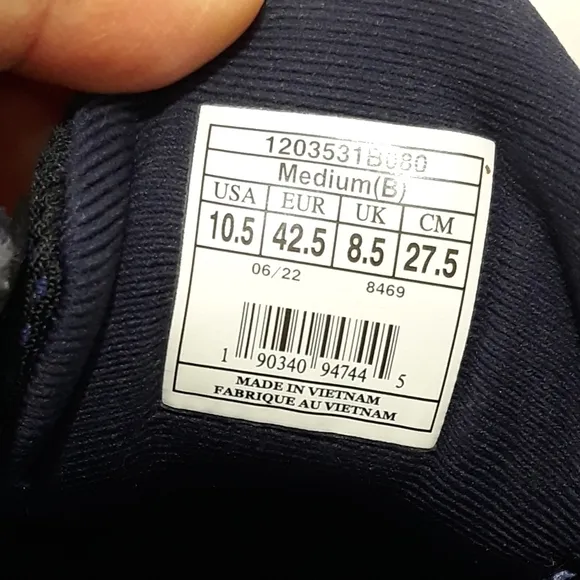 1203531B080
Medium(B)
USA EUR UK CM
10.5 42.5 8.5 27.5
06/22 8469
1 90340 94744 5
MADE IN VIETNAM
FABRIQUE AU VIETNAM